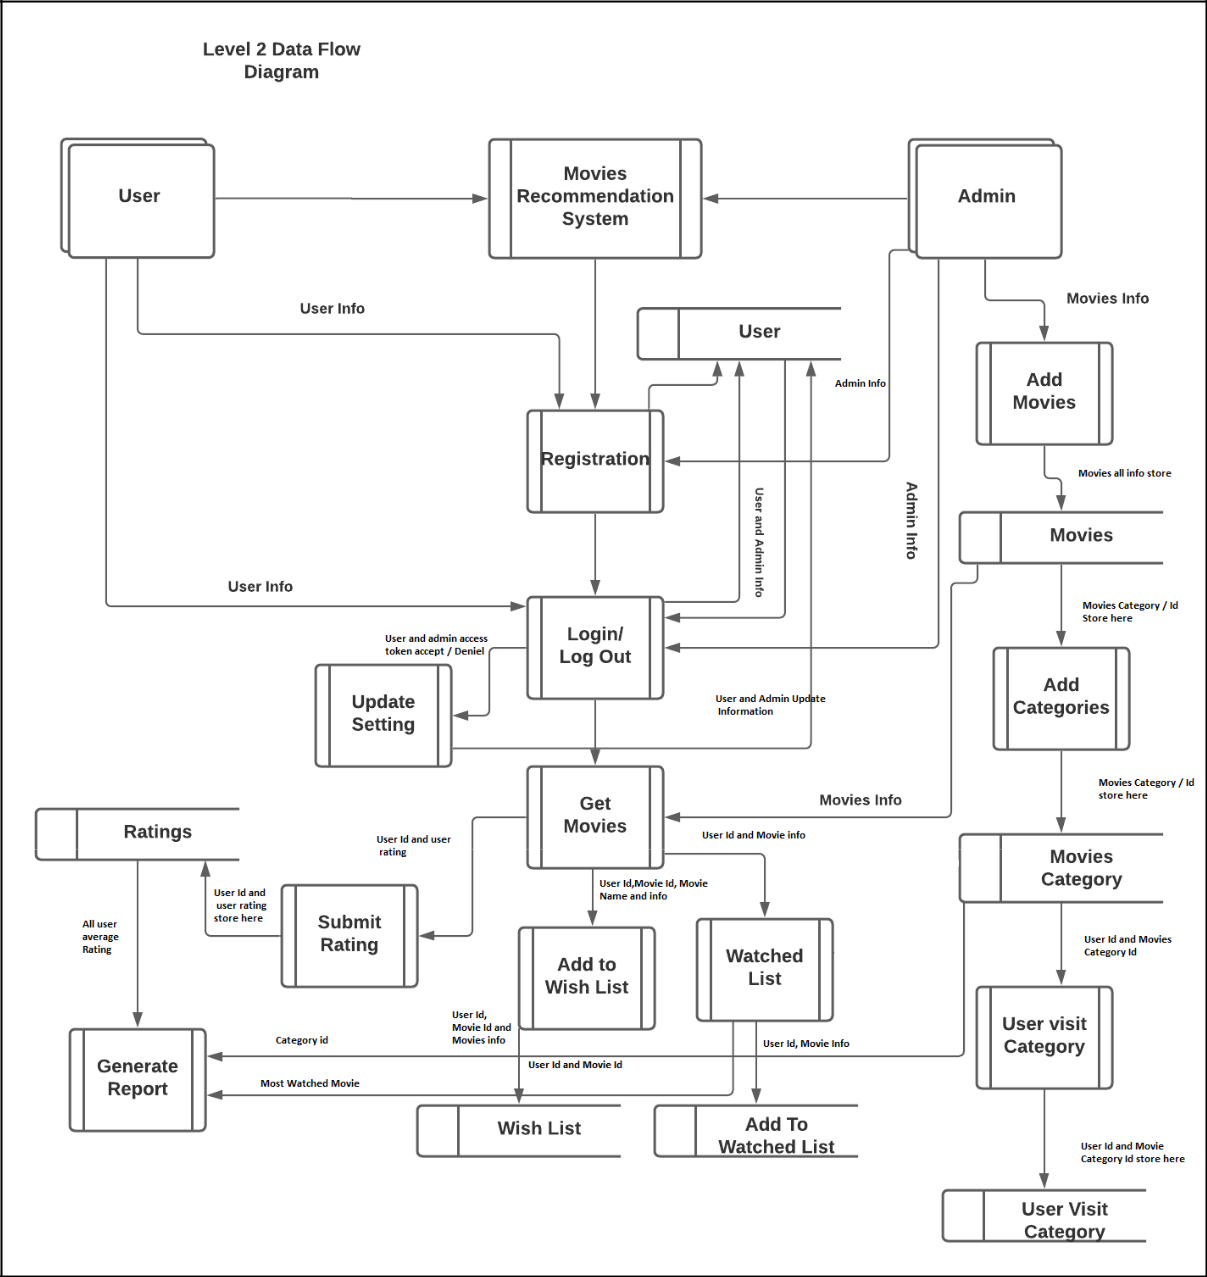 Level 2 Data Flow
Diagram
User
Movies
Recommendation
System
Admin
User Info
User
Movies Info
Admin Info
Add
Movies
Registration
Movies all info store
User and Admin Info
Admin Info
Movies
User Info
Movies Category / Id
Store here
Login/
Log Out
User and admin access
token accept / Deniel
Add
Categories
Update
Setting
User and Admin Update
Information
Movies Category / Id
store here
Get
Movies
Movies Info
Ratings
User Id and user
rating
User Id and Movie info
Movies
Category
User Id,Movie Id, Movie
Name and info
User Id and
user rating
store here
All user
average
Rating
Submit
Rating
User Id and Movies
Category Id
Add to
Wish List
Watched
List
User Id,
Movie Id and
Movies info
User visit
Category
Category id
User Id, Movie Info
User Id and Movie Id
Generate
Report
Most Watched Movie
Wish List
Add To
Watched List
User Id and Movie
Category Id store here
User Visit
Category